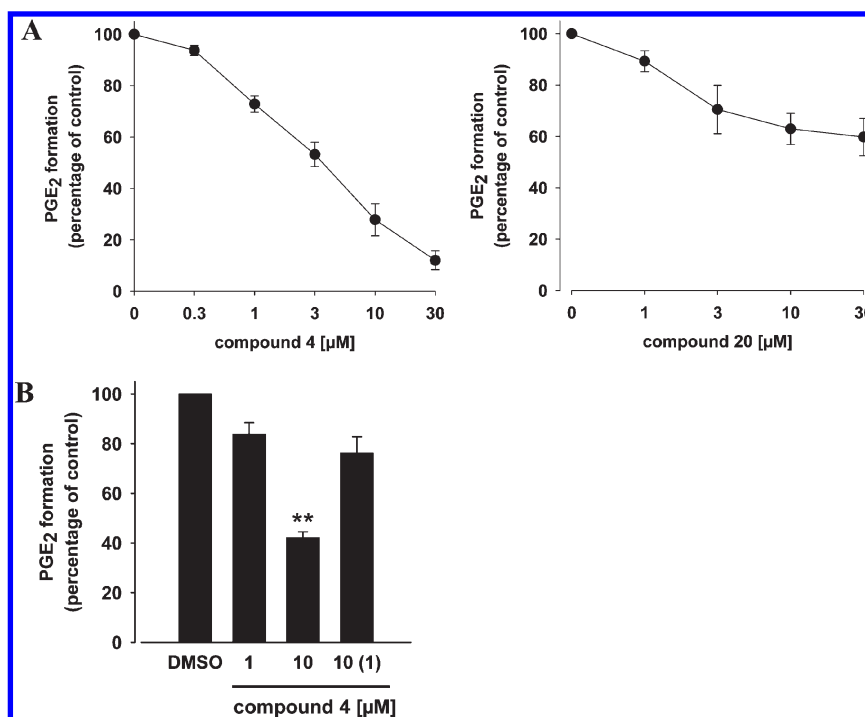 A
PGE2 formation
(percentage of control)
100
80
60
40
20
0
0 0.3 1 3 10 30
compound 4 [µM]
PGE2 formation
(percentage of control)
100
80
60
40
20
0
0 1 3 10
compound 20 [µM]
B
PGE2 formation
(percentage of control)
100
80
60
40
20
0
**
DMSO 1 10 10 (1)
compound 4 [µM]